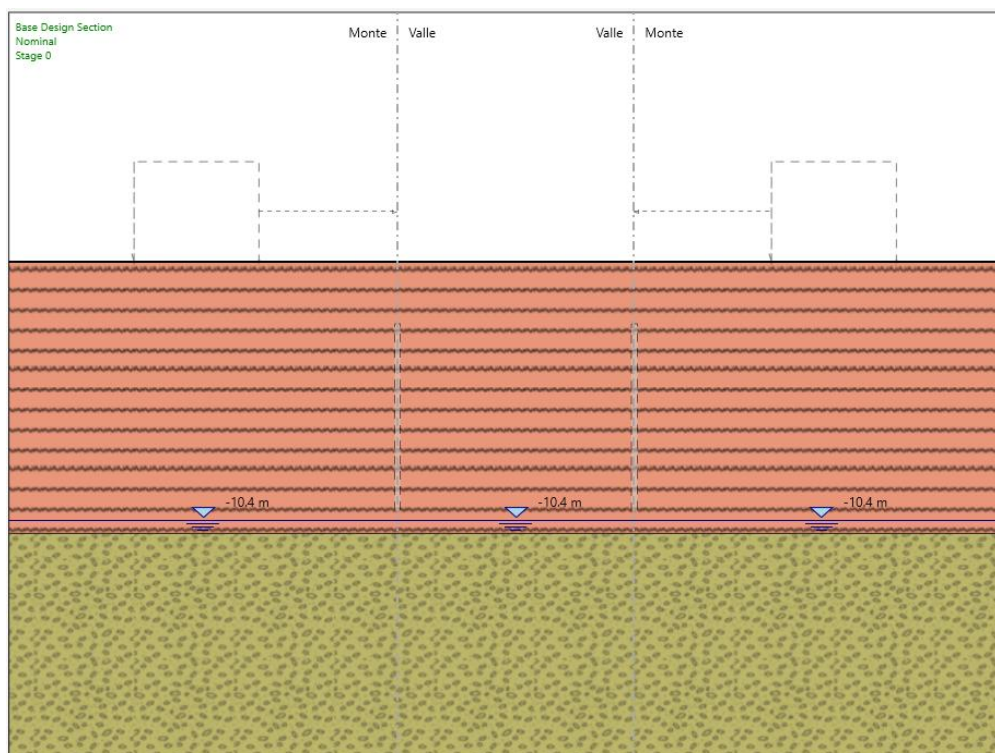 Base Design Section
Nominal
Stage 0
Monte Valle Valle Monte
-10.4 m -10.4 m -10.4 m